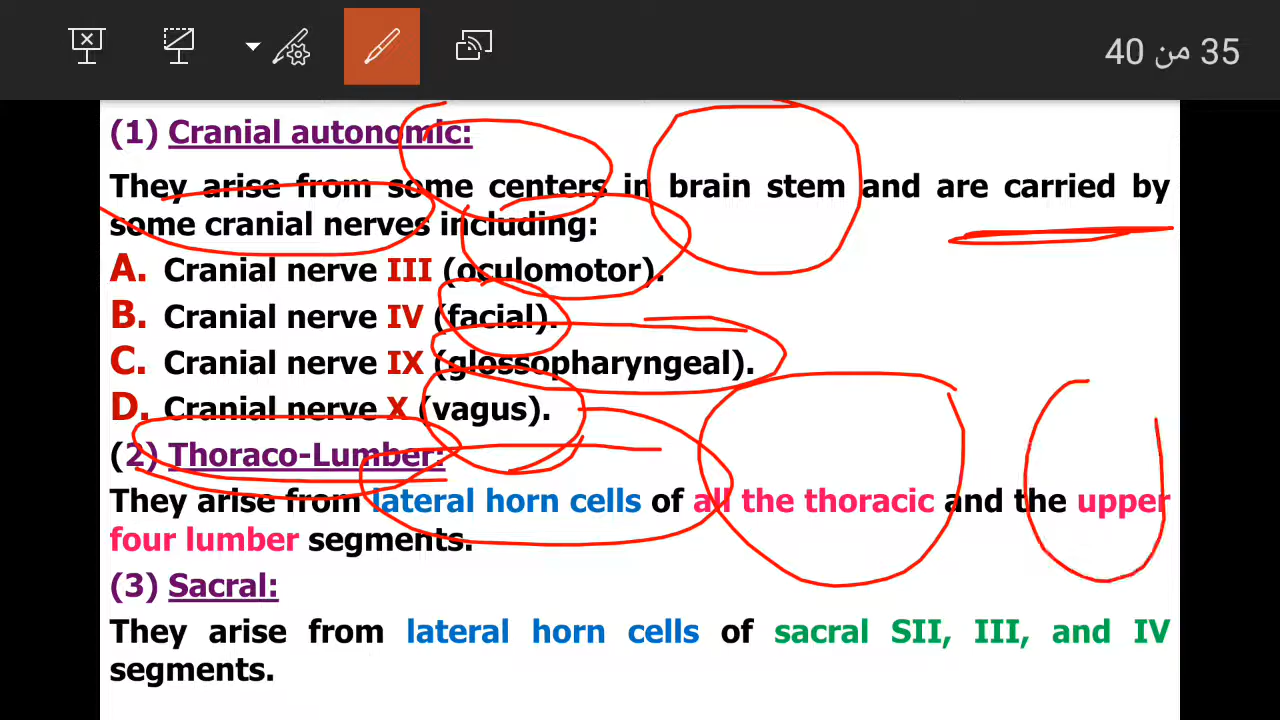 35 من 40
(1) Cranial autonomic:
They arise from some centers in brain stem and are carried by
some cranial nerves including:
A. Cranial nerve III (oculomotor).
B. Cranial nerve IV (facial).
C. Cranial nerve IX (glossopharyngeal).
D. Cranial nerve X (vagus).
(2) Thoraco-Lumber:
They arise from lateral horn cells of all the thoracic and the upper
four lumber segments.
(3) Sacral:
They arise from lateral horn cells of sacral SII, III, and IV
segments.